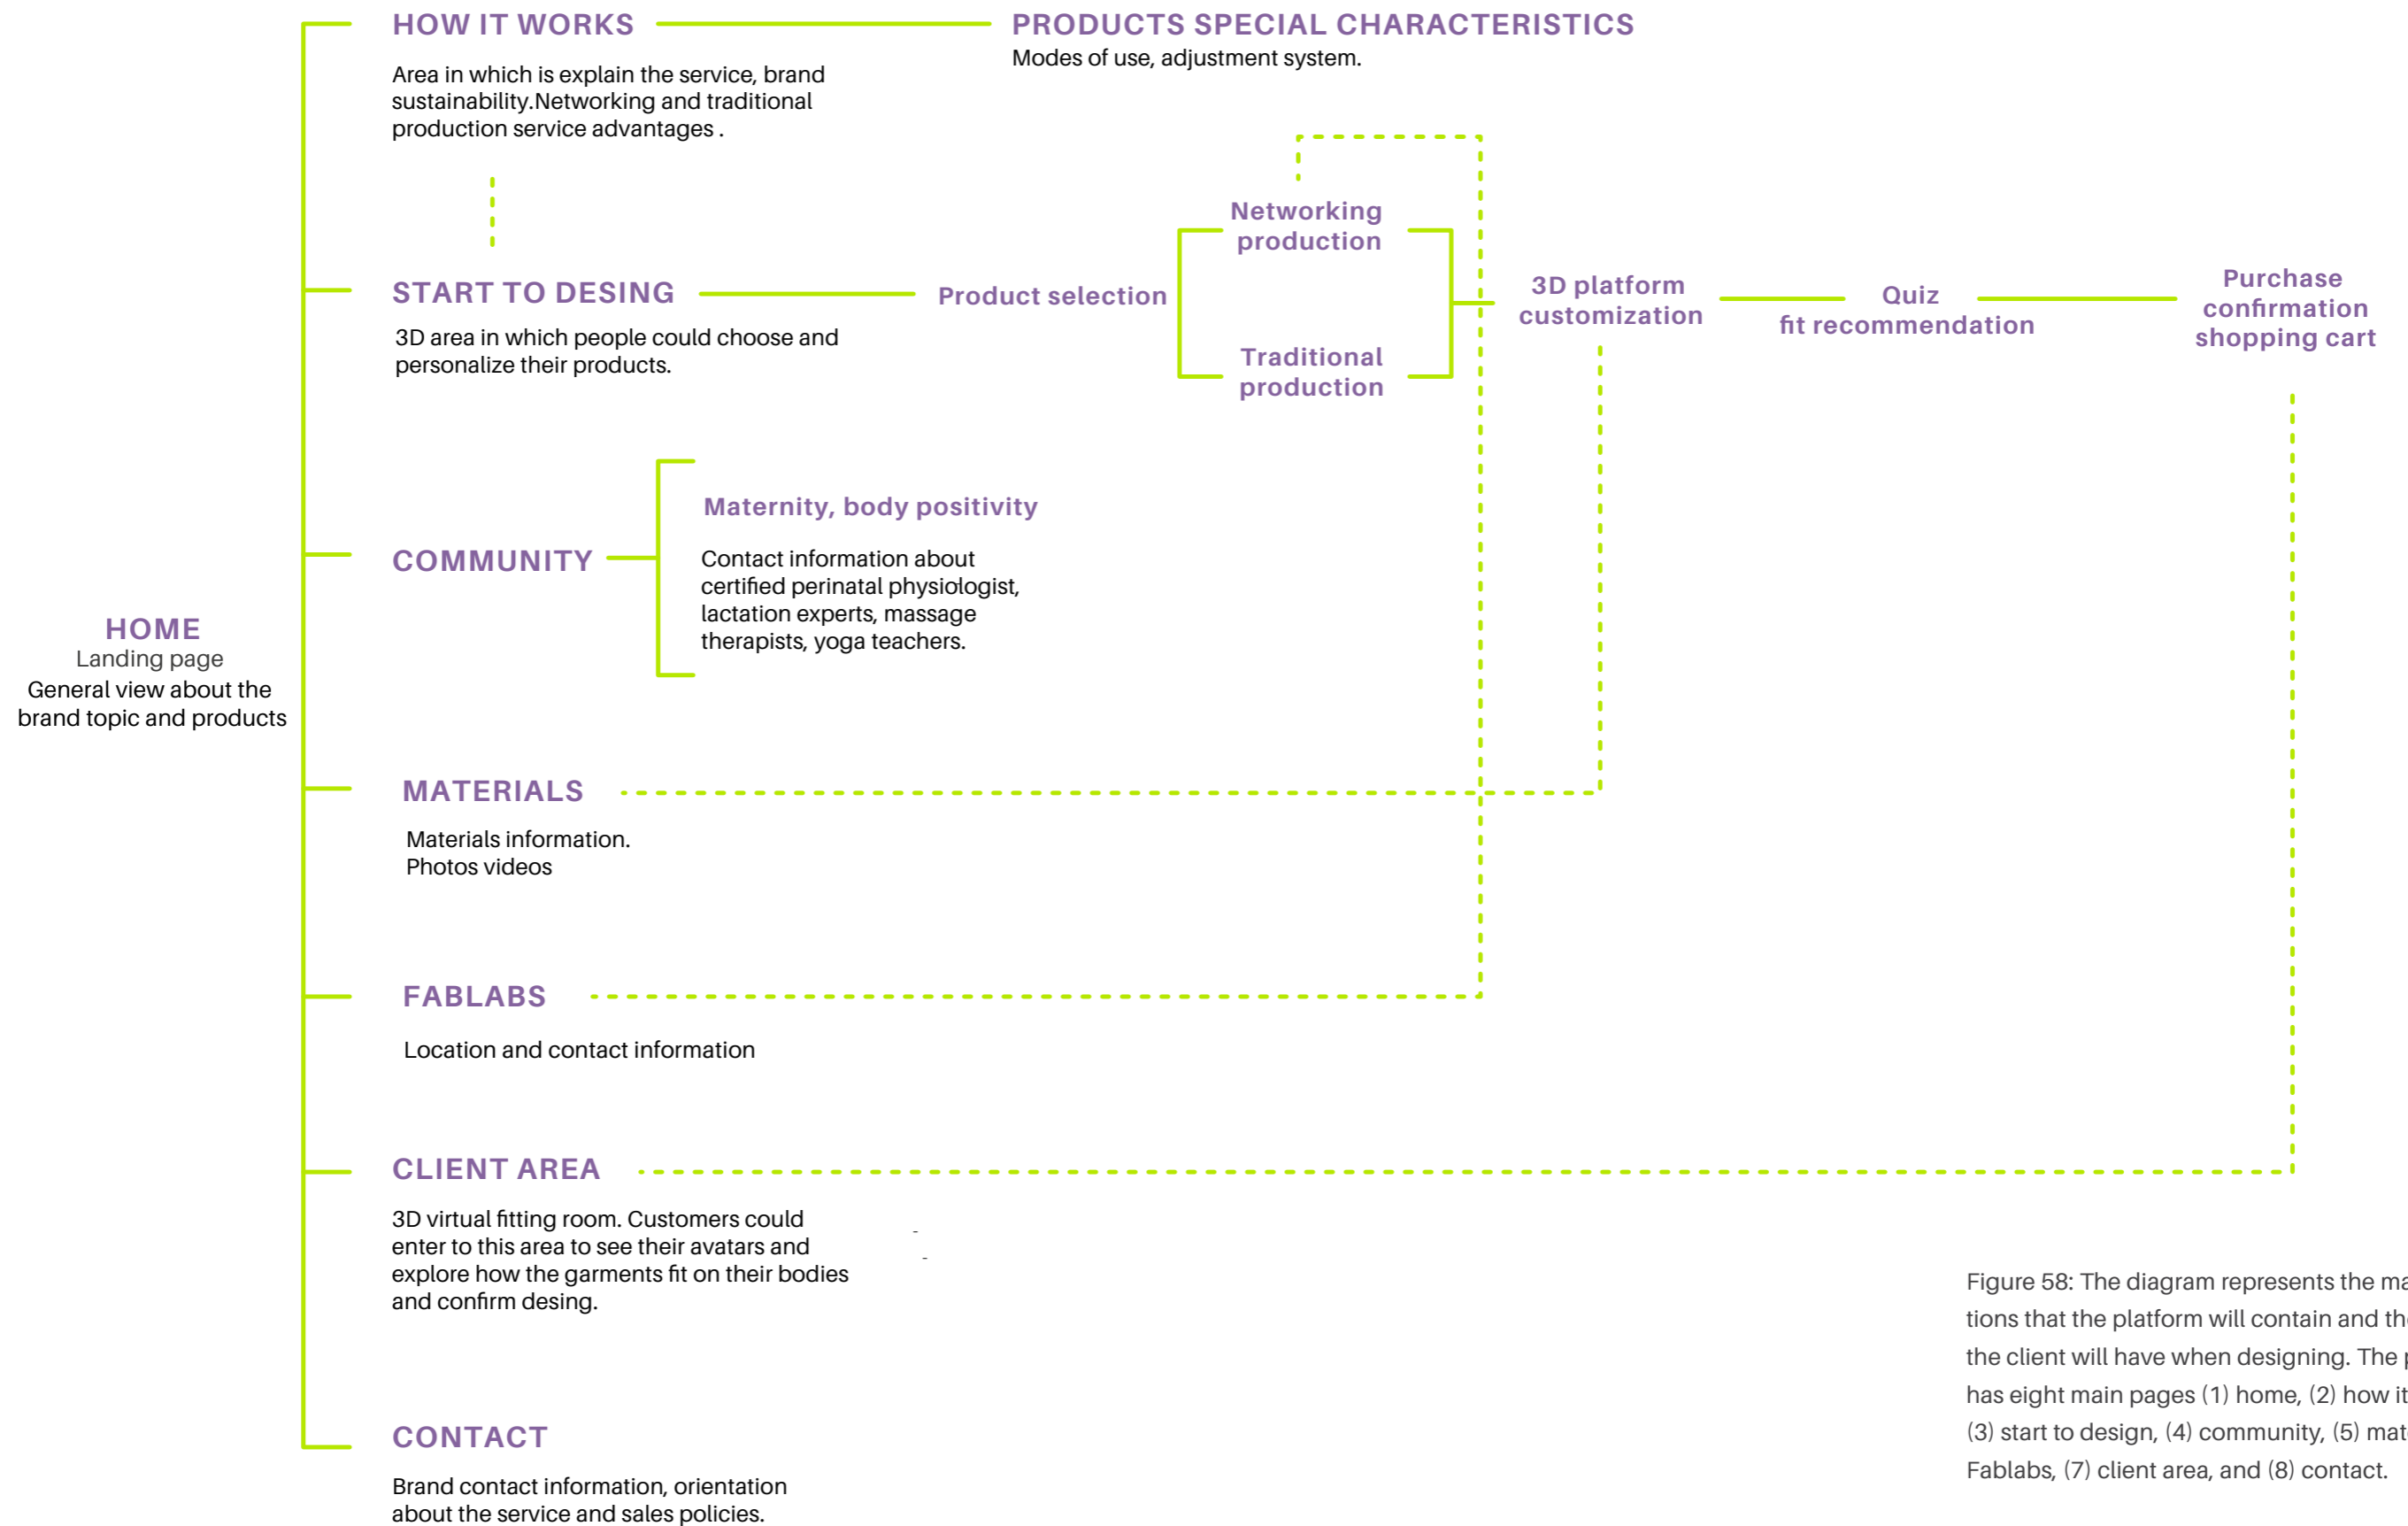 HOW IT WORKS
Area in which is explain the service, brand
sustainability.Networking and traditional
production service advantages .
PRODUCTS SPECIAL CHARACTERISTICS
Modes of use, adjustment system.
START TO DESING
3D area in which people could choose and
personalize their products.
Product selection
Networking
production
Traditional
production
3D platform
customization
Quiz
fit recommendation
Purchase
confirmation
shopping cart
COMMUNITY
Maternity, body positivity
Contact information about
certified perinatal physiologist,
lactation experts, massage
therapists, yoga teachers.
HOME
Landing page
General view about the
brand topic and products
MATERIALS
Materials information.
Photos videos
FABLABS
Location and contact information
CLIENT AREA
3D virtual fitting room. Customers could
enter to this area to see their avatars and
explore how the garments fit on their bodies
and confirm desing.
CONTACT
Brand contact information, orientation
about the service and sales policies.
Figure 58: The diagram represents the
tions that the platform will contain and
the client will have when designing. The
has eight main pages (1) home, (2) how it
(3) start to design, (4) community, (5)
Fablabs, (7) client area, and (8) contact.